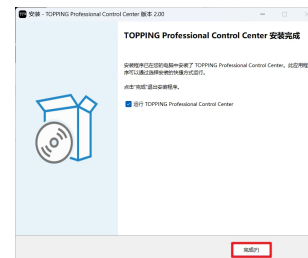 安装 - TOPPING Professional Control Center 版本 2.00
TOPPING Professional Control Center 安装完成
安装程序已在您的电脑中安装了 TOPPING Professional Control Center。此应用程
序可以通过选择安装的快捷方式运行。
点击“完成”退出安装程序。
运行 TOPPING Professional Control Center
完成(F)